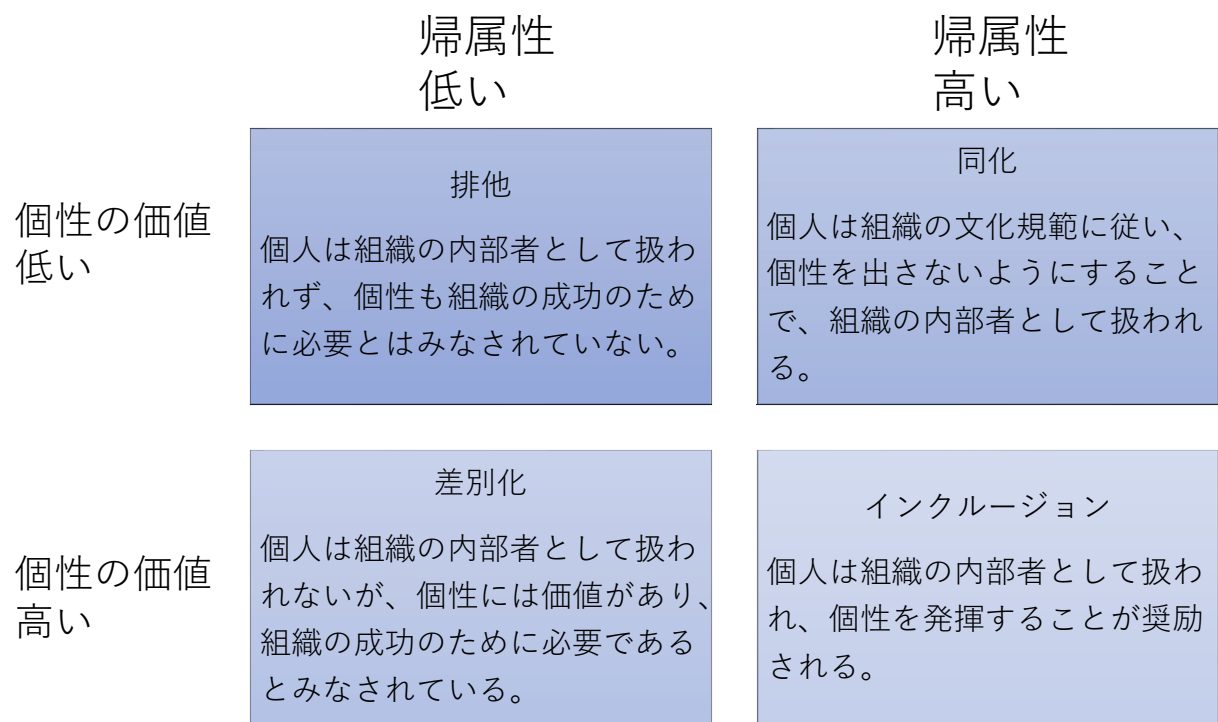 帰属性
低い
帰属性
高い
個性の価値
低い
排他
個人は組織の内部者として扱わ
れず、個性も組織の成功のため
に必要とはみなされていない。
同化
個人は組織の文化規範に従い、
個性を出さないようにすること
で、組織の内部者として扱われ
る。
個性の価値
高い
差別化
個人は組織の内部者として扱わ
れないが、個性には価値があり、
組織の成功のために必要である
とみなされている。
インクルージョン
個人は組織の内部者として扱わ
れ、個性を発揮することが奨励
される。